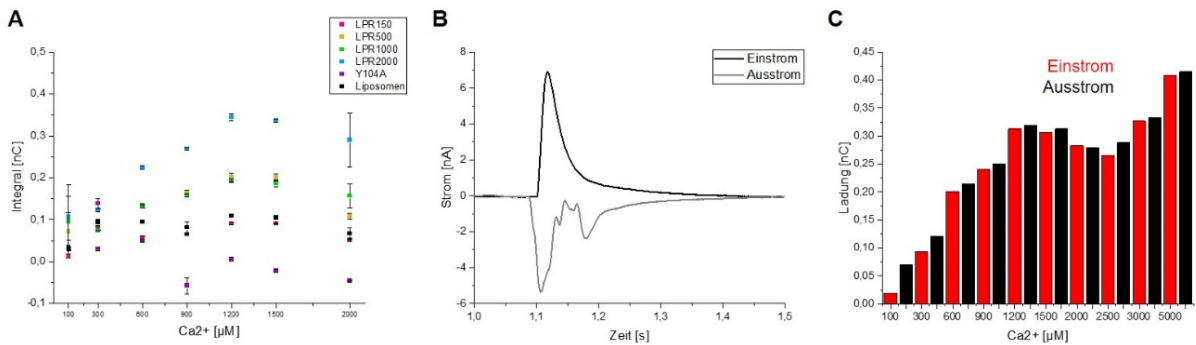 A
LPR150
LPR500
LPR1000
LPR2000
Y104A
Liposomen
0,5
0,4
0,3
0,2
0,1
0,0
-0,1
Integral [nC]
100
300
600
900
1200
1500
2000
Ca2+ [µM]
B
Einstrom
Ausstrom
8
6
4
2
0
-2
-4
-6
Strom [nA]
1,0
1,1
1,2
1,3
1,4
1,5
Zeit [s]
C
Einstrom
Ausstrom
0,45
0,40
0,35
0,30
0,25
0,20
0,15
0,10
0,05
0,00
Ladung [nC]
100
300
600
900
1200
1500
2000
2500
3000
5000
Ca2+ [µM]